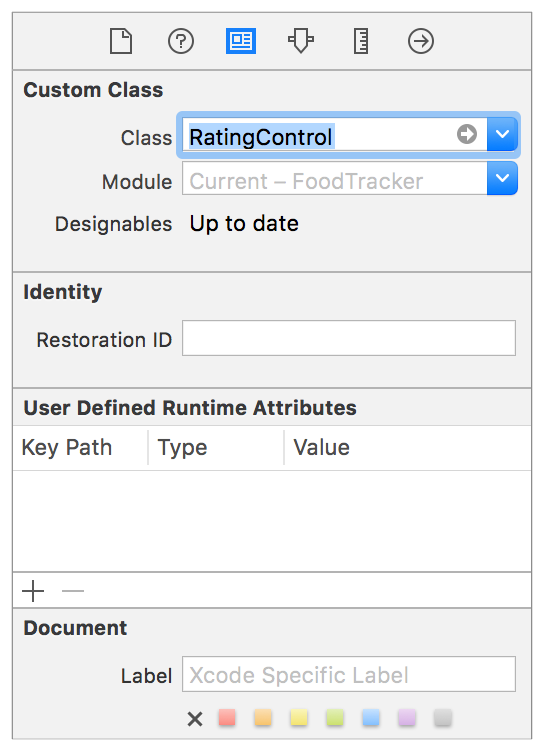 Custom Class
Class RatingControl
Module Current – FoodTracker
Designables Up to date
Identity
Restoration ID
User Defined Runtime Attributes
Key Path Type Value
Document
Label Xcode Specific Label